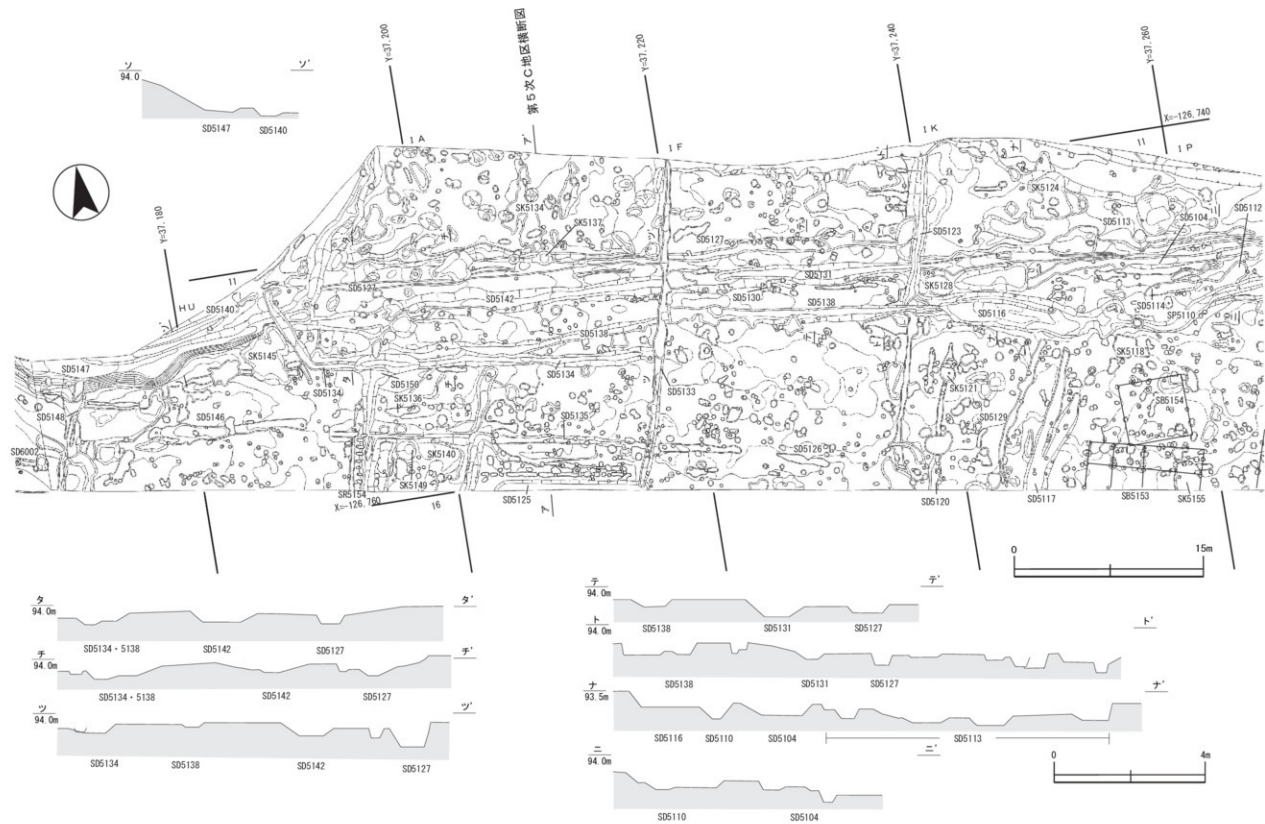 ソ ソ'
94.0
SD5147 SD5140
Y=37,200
第5次C地区横断図
Y=37,220
Y=37,240
Y=37,260
X=-126,740
IA
ア'
IF
IK
11
IP
SK5134
SK5137
SK5124
SD5113
SD5104
SD5112
Y=37,180
SD5127
SD5123
11
SD5127
SD5131
SK5128
HU
SD5140
SD5142
SD5130
SD5138
SD5116
SD5114
SP5110
SD5138
SK5118
SK5145
SD5134
SD5147
SD5134
SD5150
SK5136
SD5133
SK5121
SB5154
SD5148
SD5146
SD5135
SD5129
SD6002
SK5140
SD5126
SK5149
SR5154
X=-126,760
16
SD5125
ア
SD5120
SD5117
SB5153
SK5155
0 15m
タ タ'
94.0m
SD5134・5138 SD5142 SD5127
チ チ'
94.0m
SD5134・5138 SD5142 SD5127
ツ ツ'
94.0m
SD5134 SD5138 SD5142 SD5127
テ テ'
94.0m
SD5138 SD5131 SD5127
ト ト'
94.0m
SD5138 SD5131 SD5127
ナ ナ'
93.5m
SD5116 SD5110 SD5104 SD5113
ニ ニ'
94.0m
SD5110 SD5104
0 4m